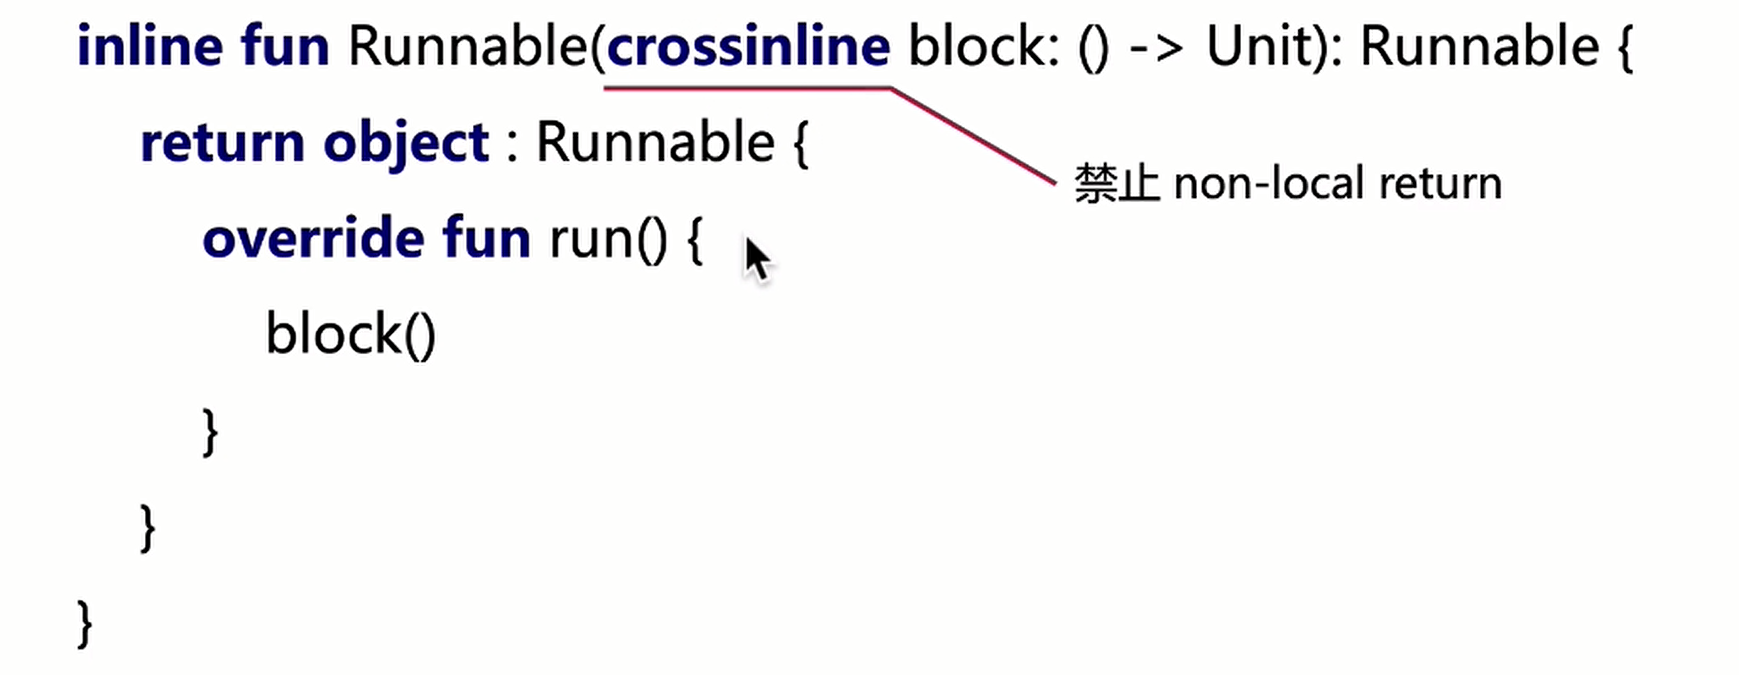 inline fun Runnable(crossinline block: () -> Unit): Runnable {
return object : Runnable {
禁止 non-local return
override fun run() {
block()
}
}
}